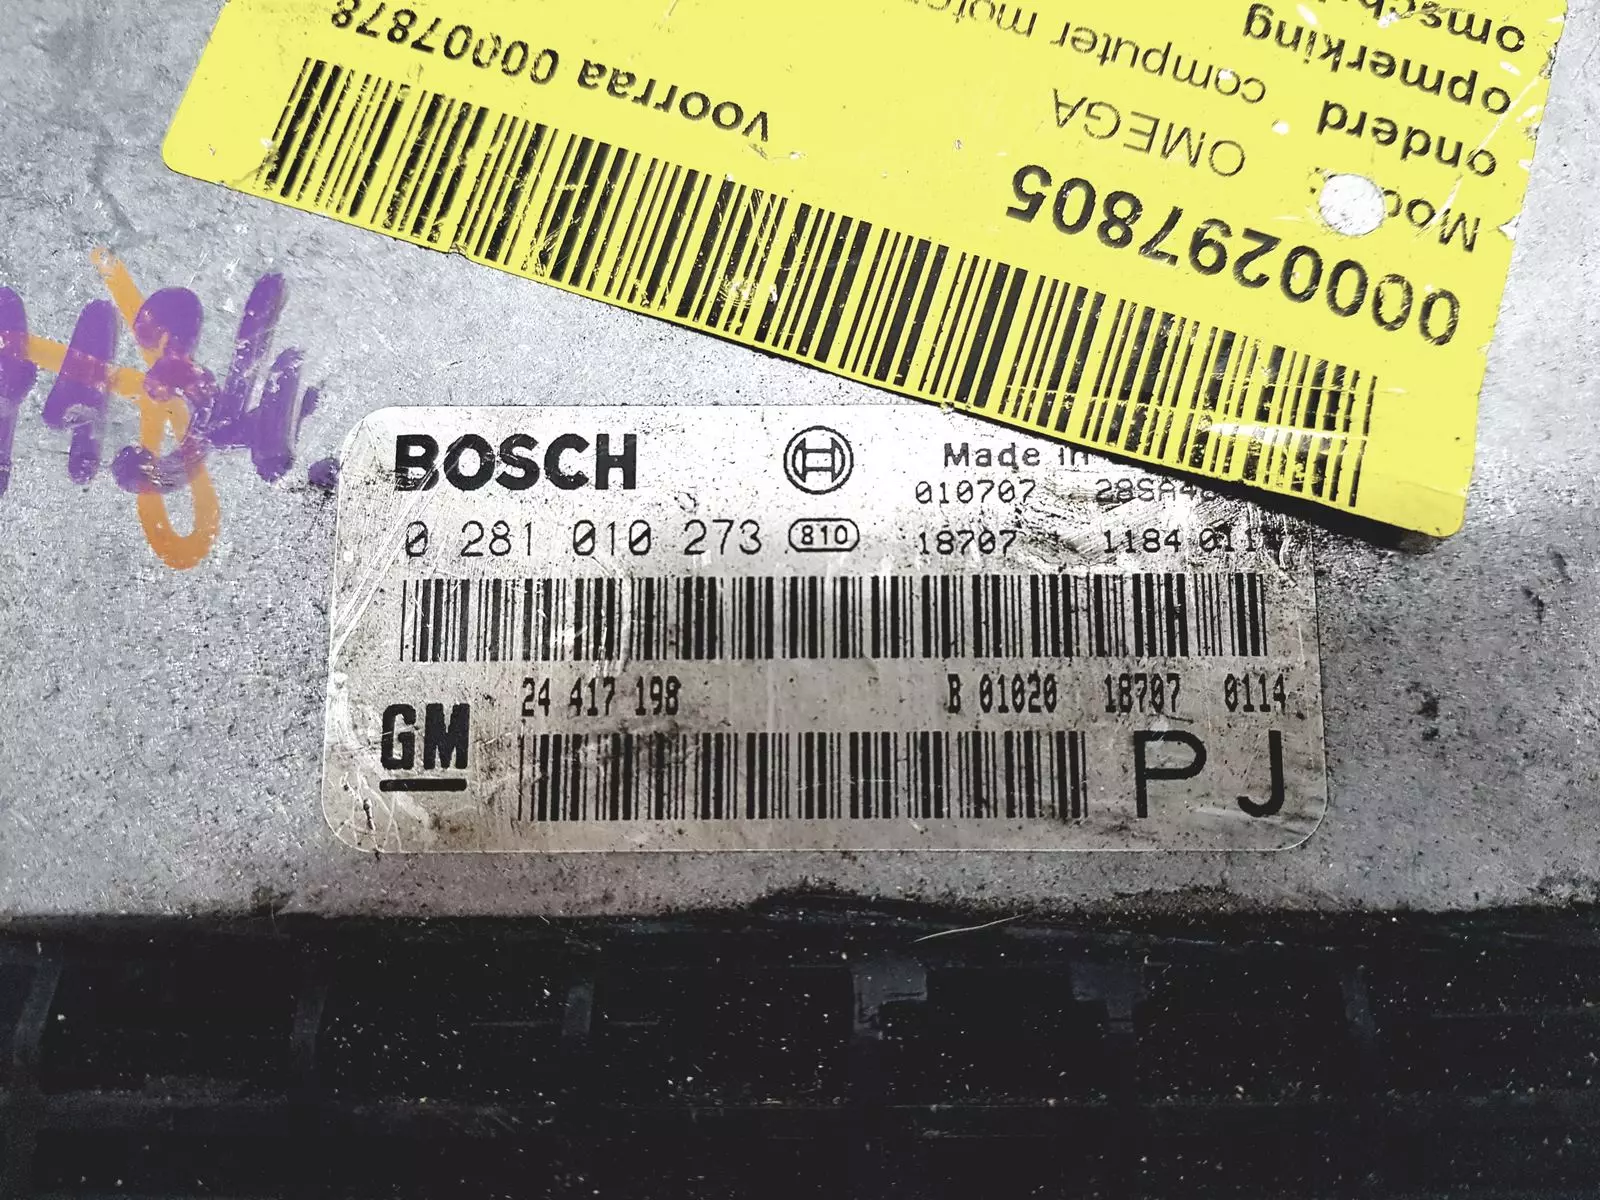 0000297805
OMEGA
onderd computer
opmerking
voorraa 00007878
BOSCH
Made in
010707
0 281 010 273 810 18707 1184
24 417 198 B 01020 18707 0114
GM
PJ